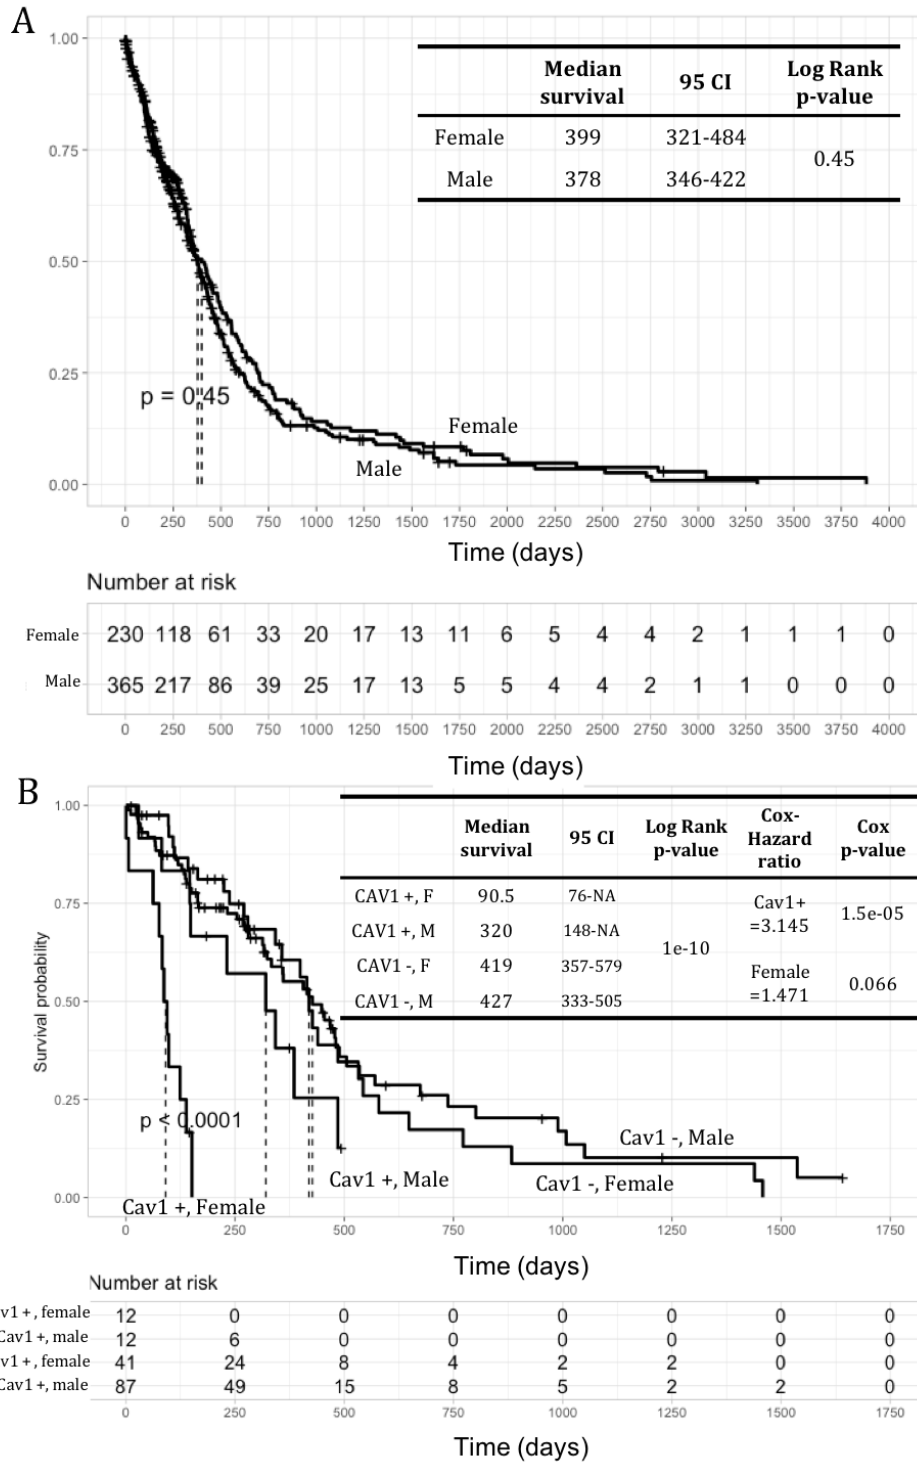 A
Median survival 95 CI Log Rank p-value
Female 399 321-484
0.45
Male 378 346-422
1.00
0.75
0.50
0.25
0.00
p = 0.45
Female
Male
0 250 500 750 1000 1250 1500 1750 2000 2250 2500 2750 3000 3250 3500 3750 4000
Time (days)
Number at risk
Female 230 118 61 33 20 17 13 11 6 5 4 4 2 1 1 1 0
Male 365 217 86 39 25 17 13 5 5 4 4 2 1 1 0 0 0
0 250 500 750 1000 1250 1500 1750 2000 2250 2500 2750 3000 3250 3500 3750 4000
Time (days)
B
Median survival 95 CI Log Rank p-value Cox-Hazard ratio Cox p-value
CAV1 +, F 90.5 76-NA
CAV1 +, M 320 148-NA
CAV1 -, F 419 357-579
CAV1 -, M 427 333-505
1e-10
Cav1+ =3.145 1.5e-05
Female =1.471 0.066
Survival probability
1.00
0.75
0.50
0.25
0.00
p < 0.0001
Cav1 -, Male
Cav1 +, Male
Cav1 -, Female
Cav1 +, Female
0 250 500 750 1000 1250 1500 1750
Time (days)
Number at risk
v1 +, female 12 0 0 0 0 0 0 0
Cav1 +, male 12 6 0 0 0 0 0 0
v1 +, female 41 24 8 4 2 2 0 0
Cav1 +, male 87 49 15 8 5 2 2 0
0 250 500 750 1000 1250 1500 1750
Time (days)